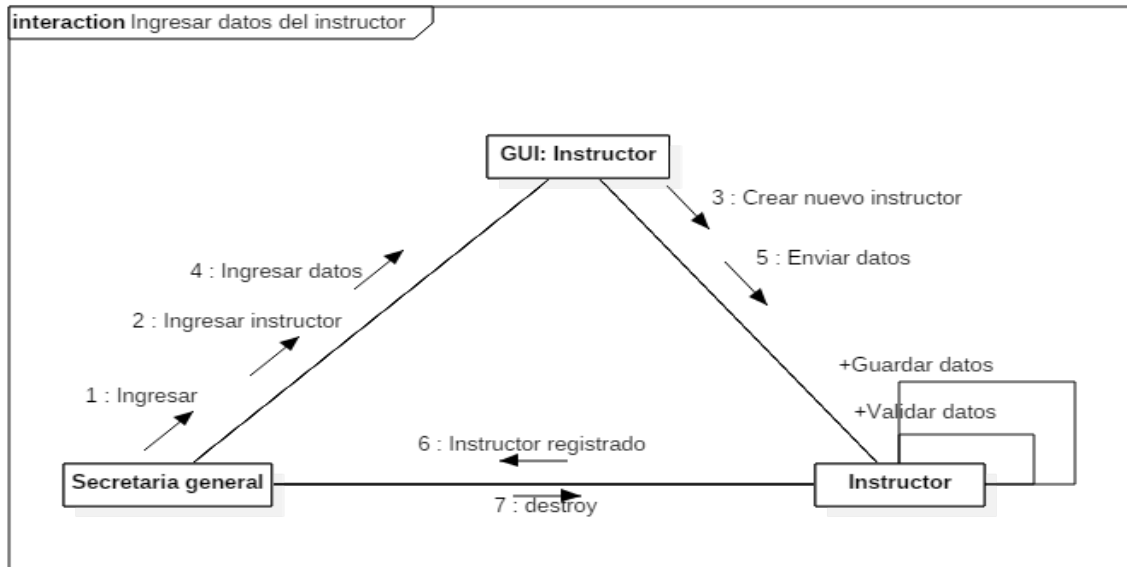 interaction Ingresar datos del instructor
GUI: Instructor
3 : Crear nuevo instructor
5 : Enviar datos
4 : Ingresar datos
2 : Ingresar instructor
1 : Ingresar
+Guardar datos
+Validar datos
6 : Instructor registrado
Secretaria general
Instructor
7 : destroy